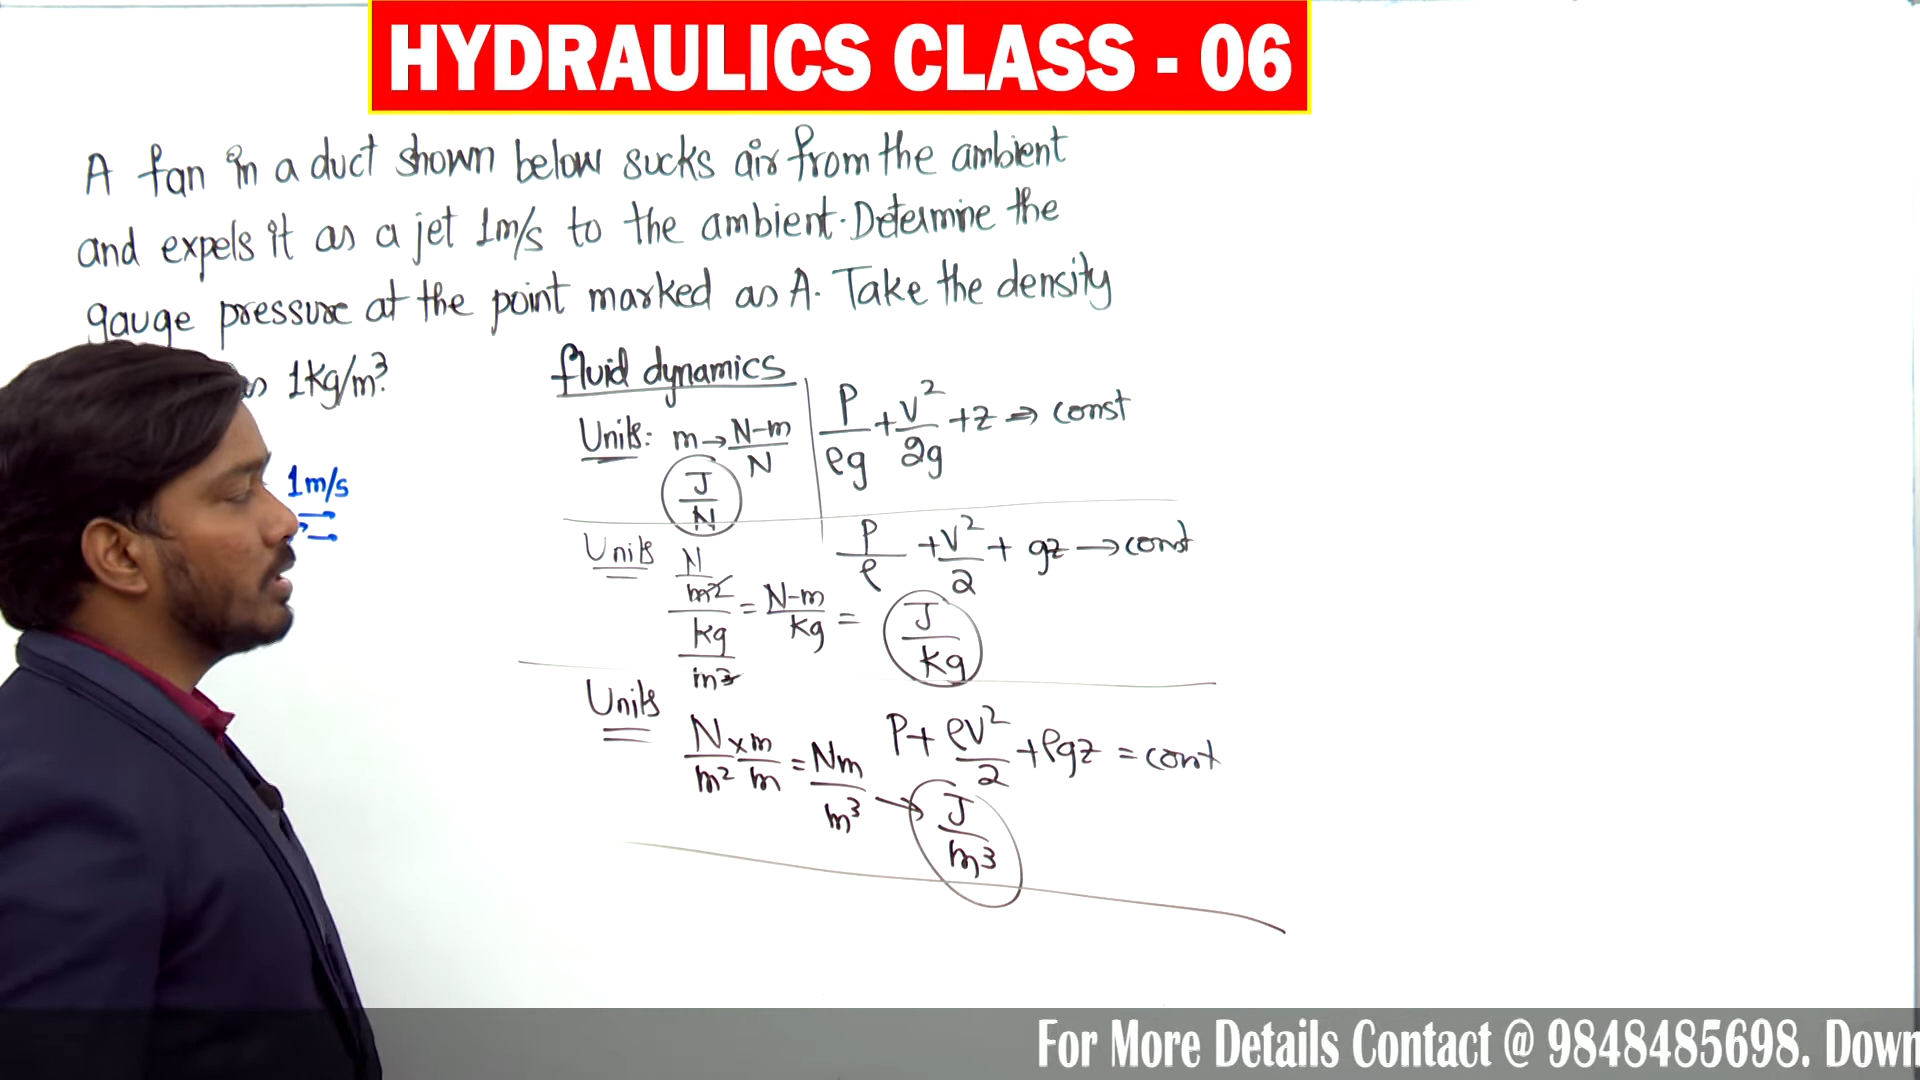 HYDRAULICS CLASS - 06
A fan in a duct shown below sucks air from the ambient
and expels it as a jet 1m/s to the ambient. Determine the
gauge pressure at the point marked as A. Take the density
1kg/m³.
fluid dynamics
Units: m → N-m/N
J/N
P/ρg + V²/2g + z ⇒ const
1m/s
Units N/m² / kg/m³ = N-m/kg = J/kg
P/ρ + V²/2 + gz → const
Units N/m² × m/m = Nm/m³ → J/m³
P + ρV²/2 + ρgz = cont
For More Details Contact @ 9848485698. Down